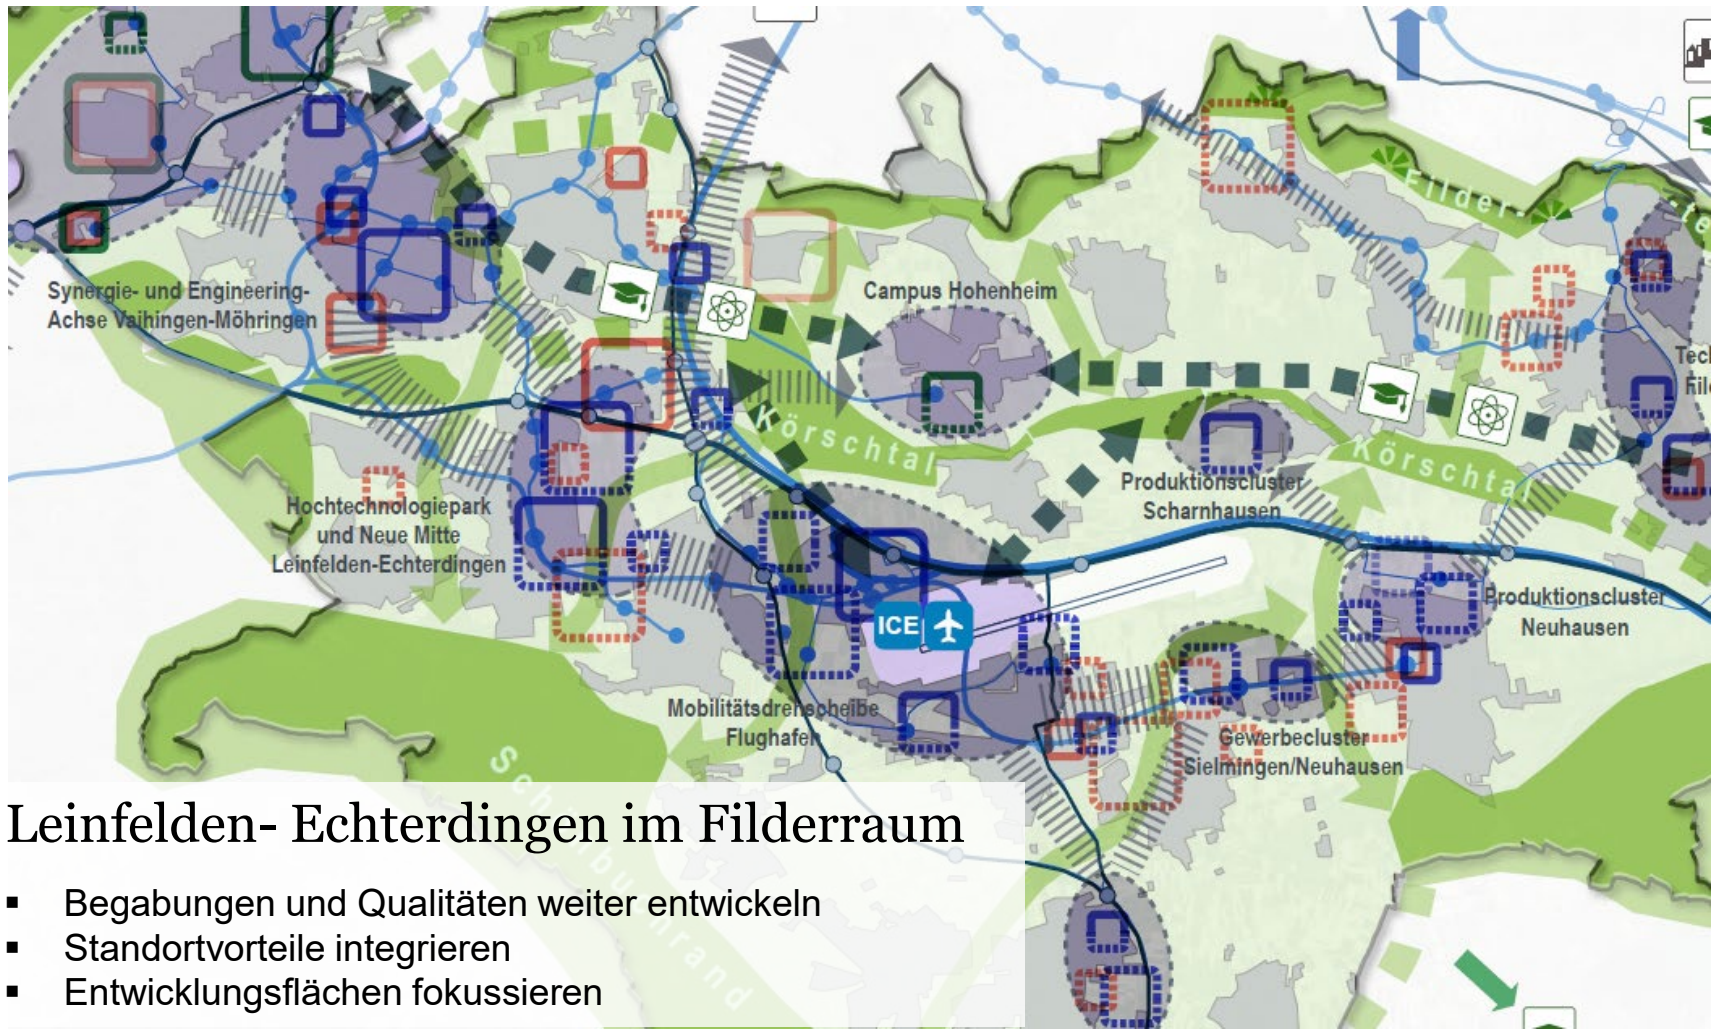 Filder-
Synergie- und Engineering-
Achse Vaihingen-Möhringen
Campus Hohenheim
Körschtal
Körschtal
Produktionscluster
Scharnhausen
Hochtechnologiepark
und Neue Mitte
Leinfelden-Echterdingen
ICE
Produktionscluster
Neuhausen
Mobilitätsdrehscheibe
Flughafen
Gewerbecluster
Sielmingen/Neuhausen
Schönbuchrand
Leinfelden- Echterdingen im Filderraum
▪ Begabungen und Qualitäten weiter entwickeln
▪ Standortvorteile integrieren
▪ Entwicklungsflächen fokussieren